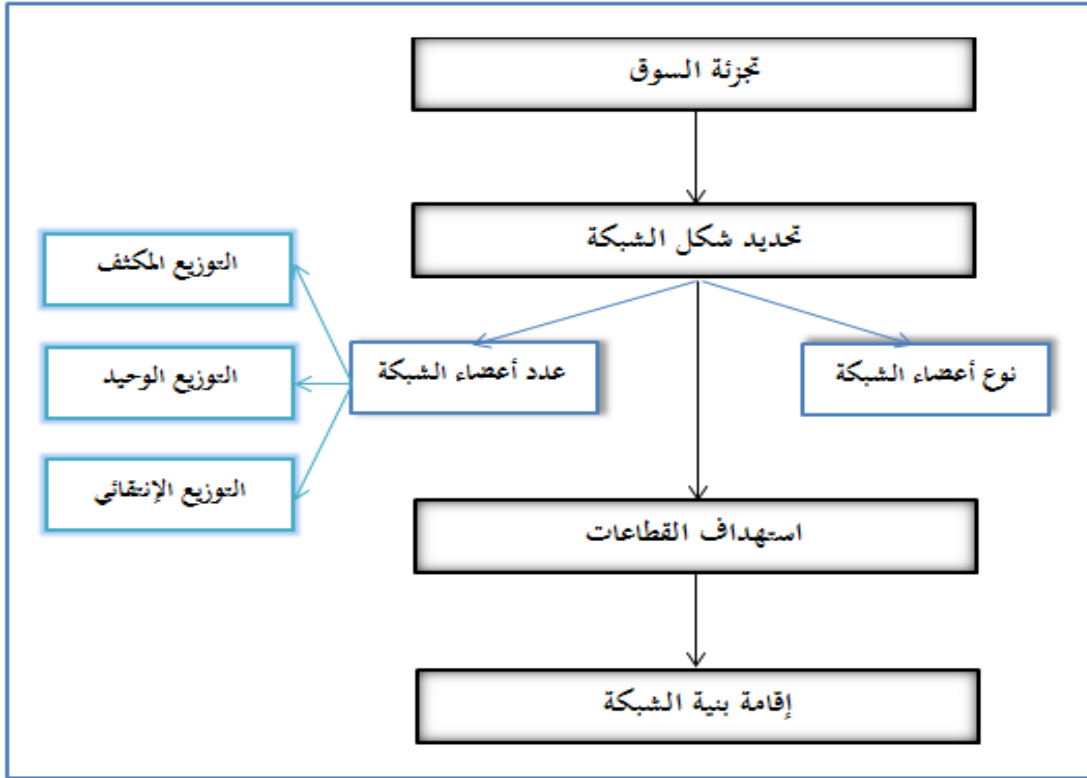 تجزئة السوق
تحديد شكل الشبكة
نوع أعضاء الشبكة
عدد أعضاء الشبكة
التوزيع المكثف
التوزيع الوحيد
التوزيع الإنتقائي
استهداف القطاعات
إقامة بنية الشبكة